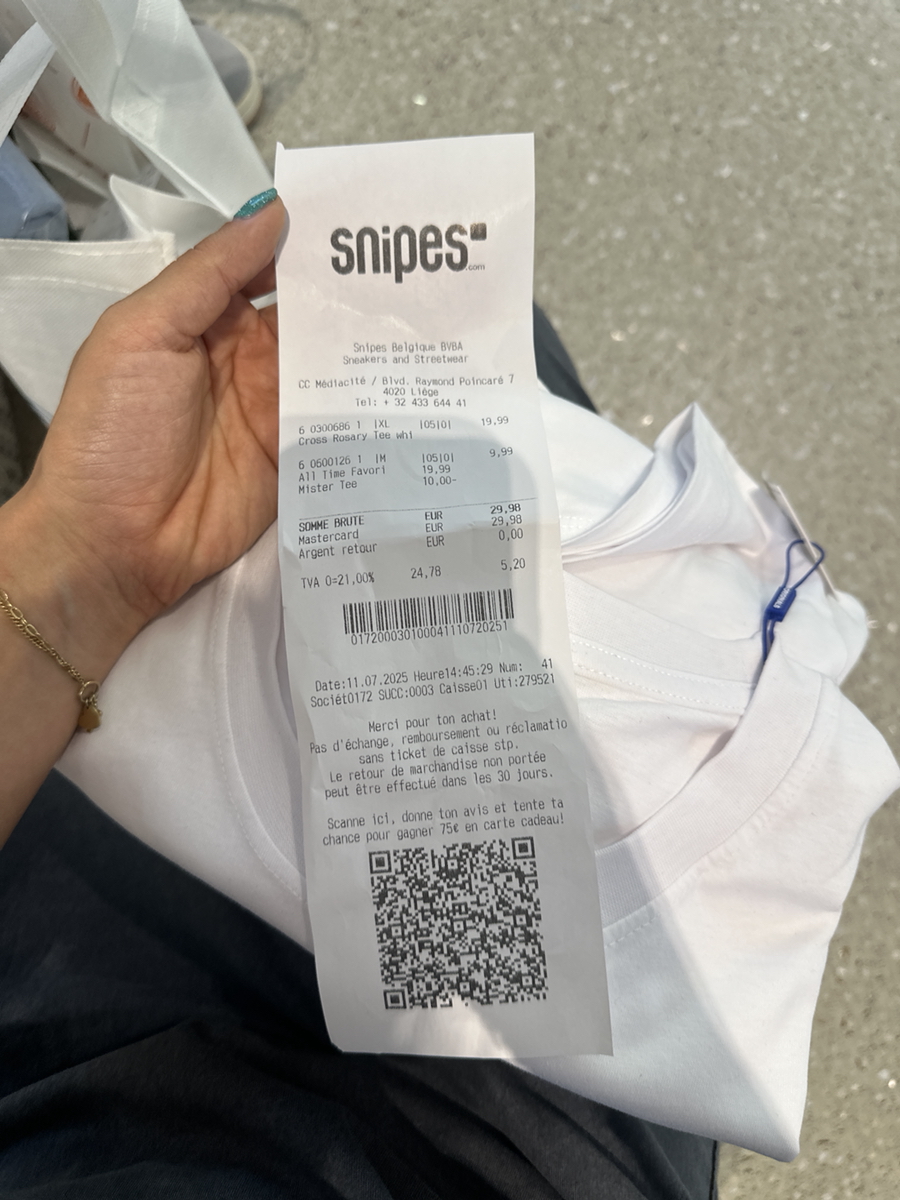 snipes
.com
Snipes Belgique BVBA
Sneakers and Streetwear
CC Médiacité / Blvd. Raymond Poincaré 7
4020 Liège
Tel: + 32 433 644 41
6 0300686 1 |XL |05|0| 19,99
Cross Rosary Tee whi
6 0600126 1 |M |05|0| 9,99
All Time Favori 19,99
Mister Tee 10,00-
SOMME BRUTE EUR 29,98
Mastercard EUR 29,98
Argent retour EUR 0,00
TVA 0=21,00% 24,78 5,20
017200030100041110720251
Date:11.07.2025 Heure14:45:29 Num: 41
Sociét0172 SUCC:0003 Caisse01 Uti:279521
Merci pour ton achat!
Pas d'échange, remboursement ou réclamatio
sans ticket de caisse stp.
Le retour de marchandise non portée
peut être effectué dans les 30 jours.
Scanne ici, donne ton avis et tente ta
chance pour gagner 75€ en carte cadeau!